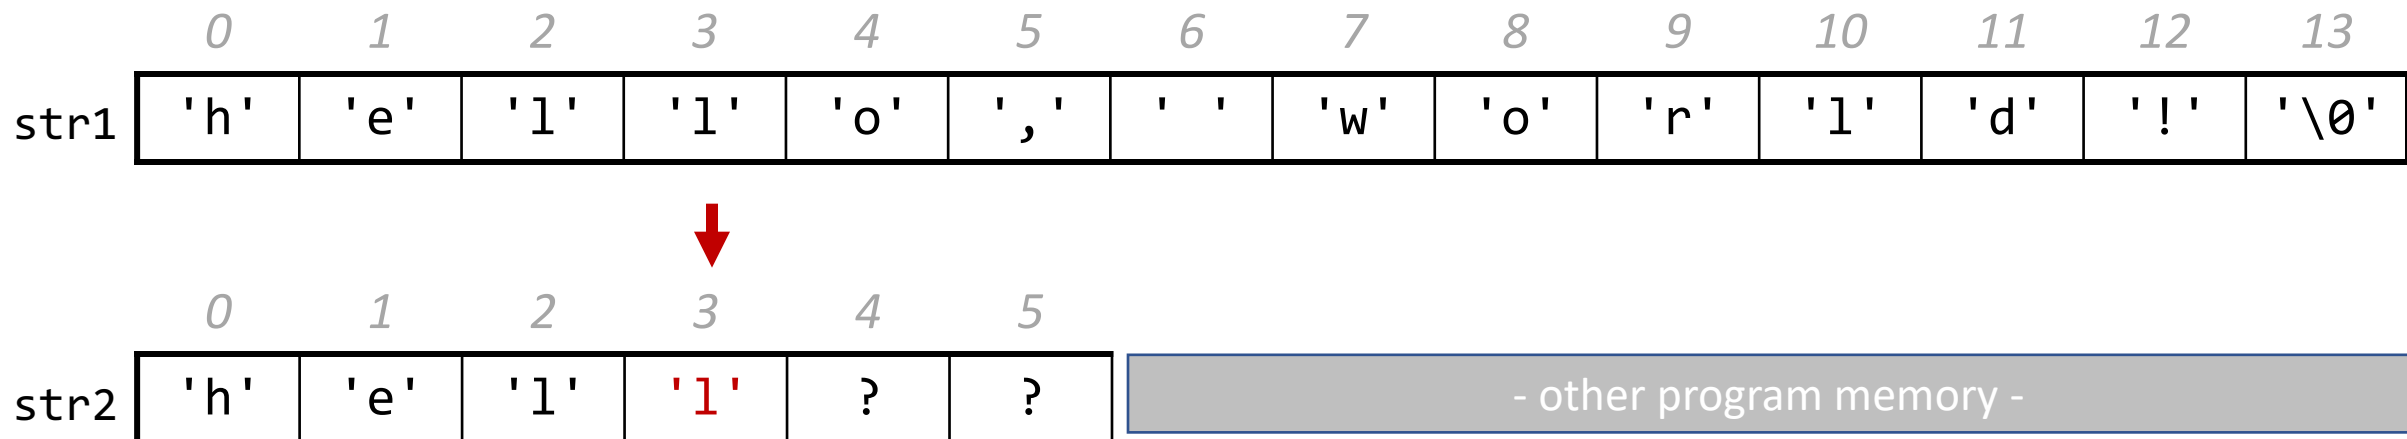 0 1 2 3 4 5 6 7 8 9 10 11 12 13
str1 'h' 'e' 'l' 'l' 'o' ',' ' ' 'w' 'o' 'r' 'l' 'd' '!' '\0'
0 1 2 3 4 5
str2 'h' 'e' 'l' 'l' ? ? - other program memory -